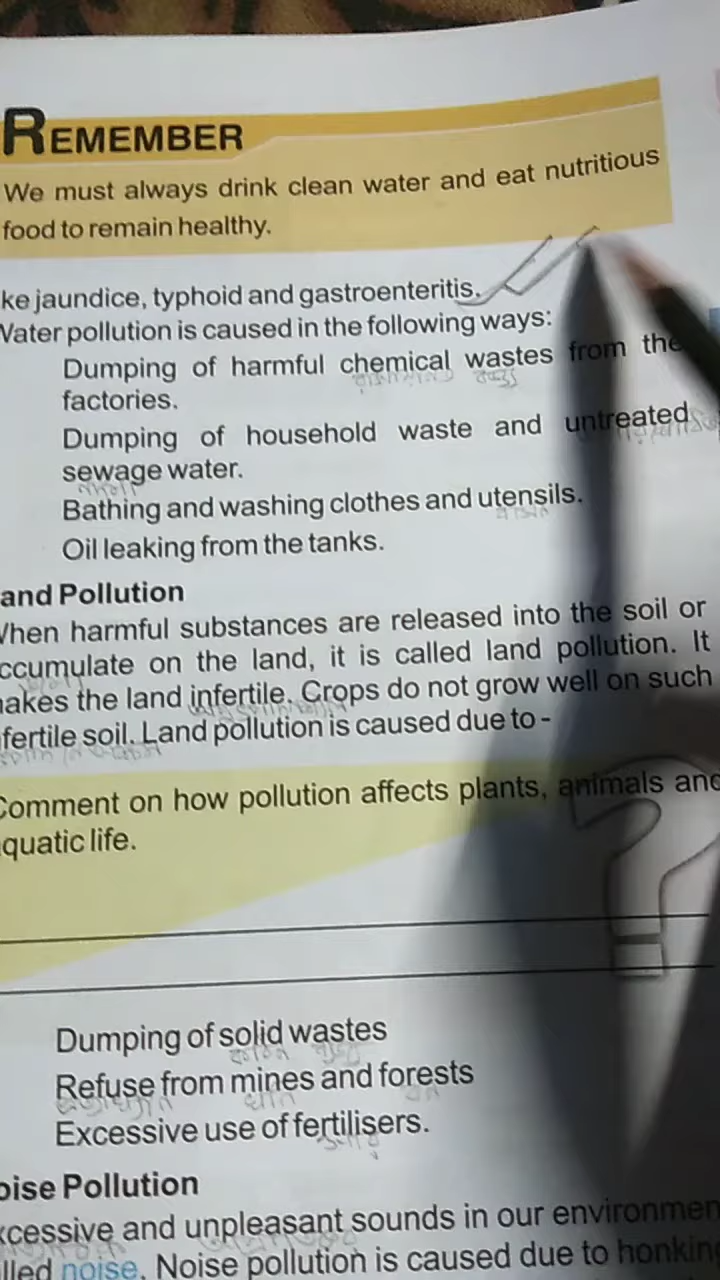 REMEMBER
We must always drink clean water and eat nutritious
food to remain healthy.
ke jaundice, typhoid and gastroenteritis.
Water pollution is caused in the following ways:
Dumping of harmful chemical wastes from the
factories.
Dumping of household waste and untreated
sewage water.
Bathing and washing clothes and utensils.
Oil leaking from the tanks.
and Pollution
When harmful substances are released into the soil or
ccumulate on the land, it is called land pollution. It
akes the land infertile. Crops do not grow well on such
fertile soil. Land pollution is caused due to -
Comment on how pollution affects plants, animals and
quatic life.
?
Dumping of solid wastes
Refuse from mines and forests
Excessive use of fertilisers.
oise Pollution
xcessive and unpleasant sounds in our environmen
lled noise. Noise pollution is caused due to honkin